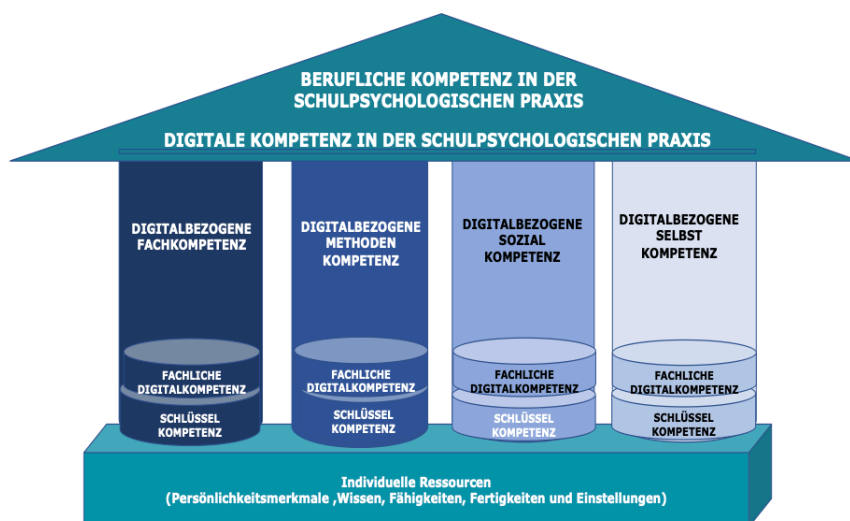 BERUFLICHE KOMPETENZ IN DER
SCHULPSYCHOLOGISCHEN PRAXIS
DIGITALE KOMPETENZ IN DER SCHULPSYCHOLOGISCHEN PRAXIS
DIGITALBEZOGENE
FACHKOMPETENZ
DIGITALBEZOGENE
METHODEN
KOMPETENZ
DIGITALBEZOGENE
SOZIAL
KOMPETENZ
DIGITALBEZOGENE
SELBST
KOMPETENZ
FACHLICHE
DIGITALKOMPETENZ
FACHLICHE
DIGITALKOMPETENZ
FACHLICHE
DIGITALKOMPETENZ
FACHLICHE
DIGITALKOMPETENZ
SCHLÜSSEL
KOMPETENZ
SCHLÜSSEL
KOMPETENZ
SCHLÜSSEL
KOMPETENZ
SCHLÜSSEL
KOMPETENZ
Individuelle Ressourcen
(Persönlichkeitsmerkmale ,Wissen, Fähigkeiten, Fertigkeiten und Einstellungen)